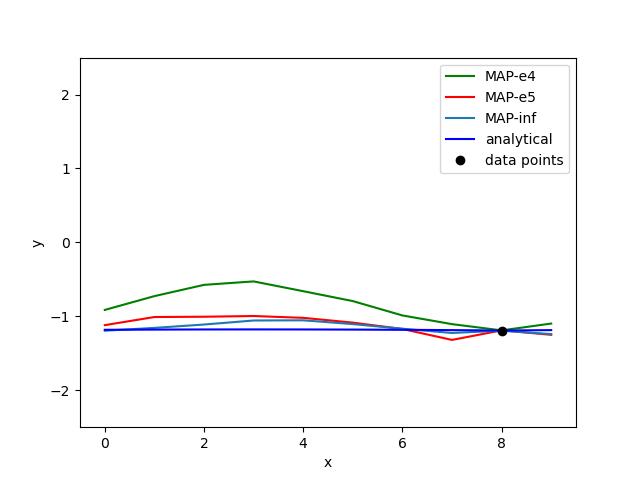 MAP-e4
MAP-e5
MAP-inf
analytical
data points
2
1
0
−1
−2
y
0 2 4 6 8
x